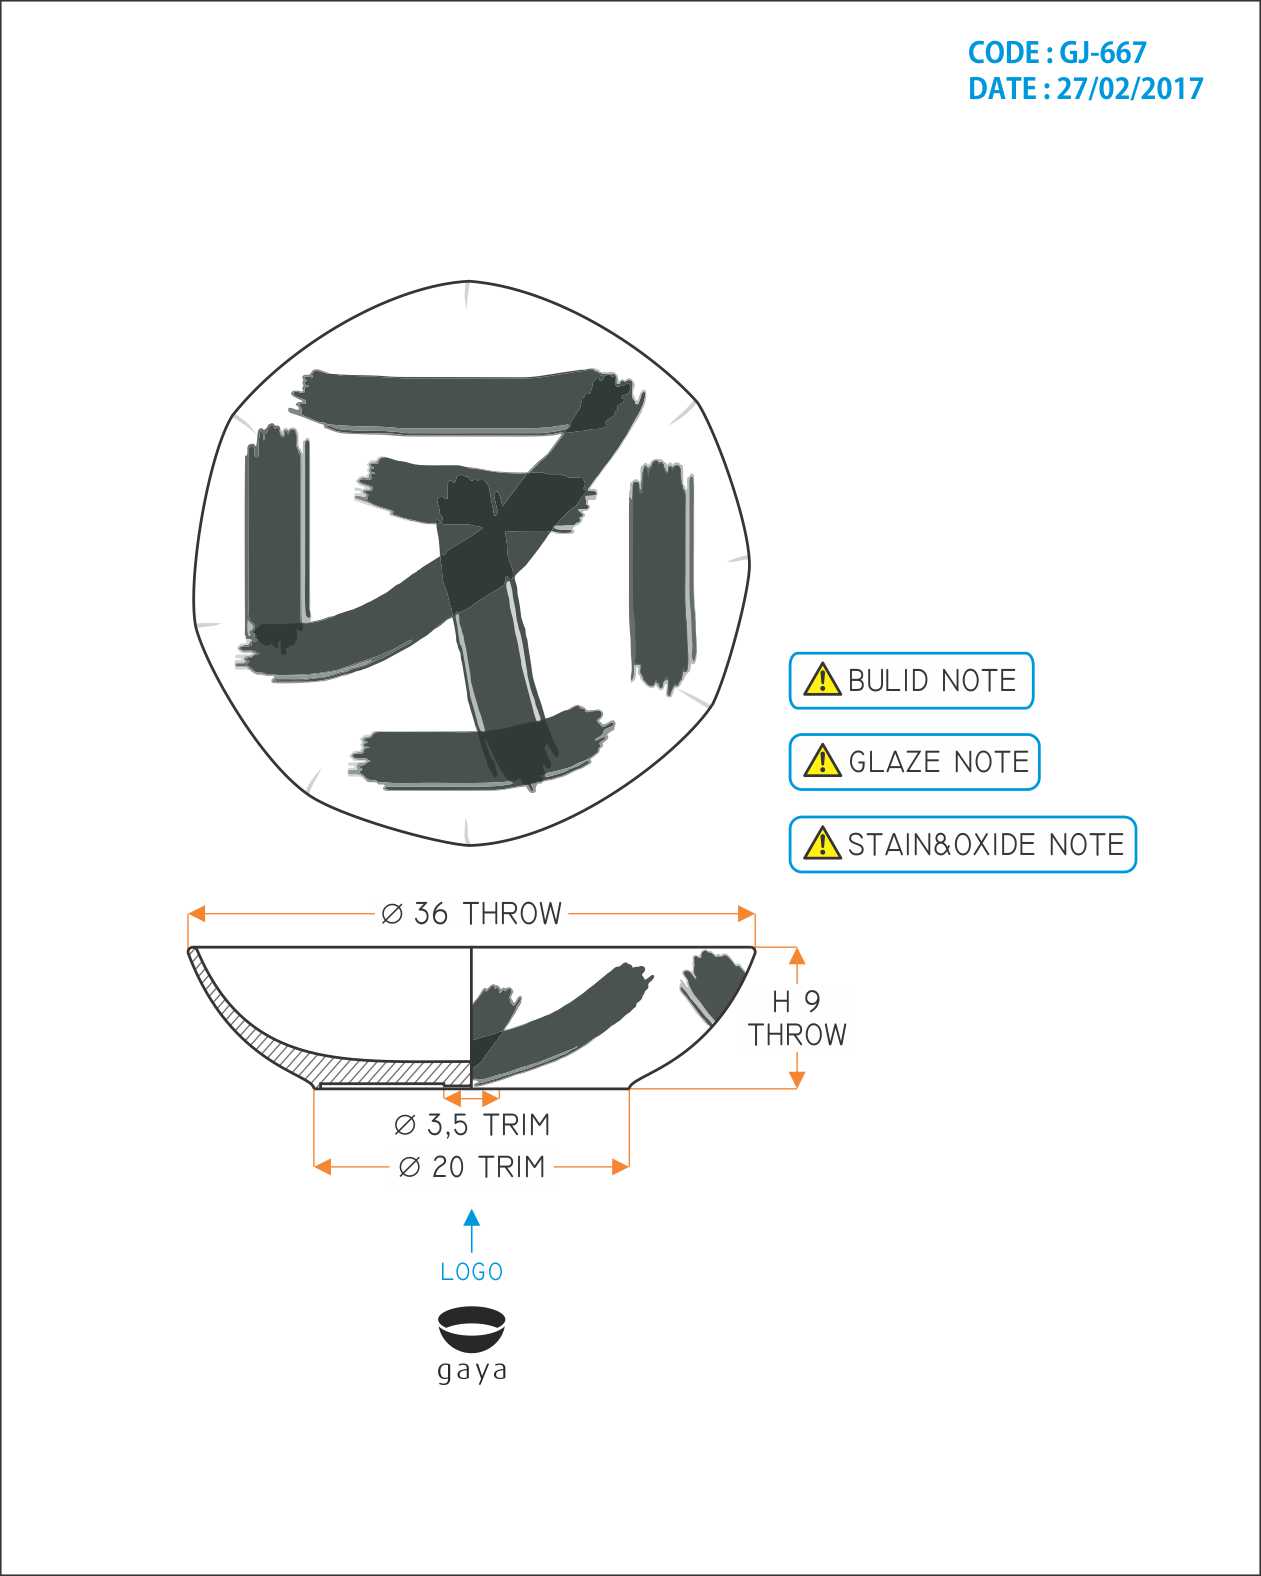 CODE : GJ-667
DATE : 27/02/2017
BULID NOTE
GLAZE NOTE
STAIN&OXIDE NOTE
Ø 36 THROW
H 9
THROW
Ø 3,5 TRIM
Ø 20 TRIM
LOGO
gaya